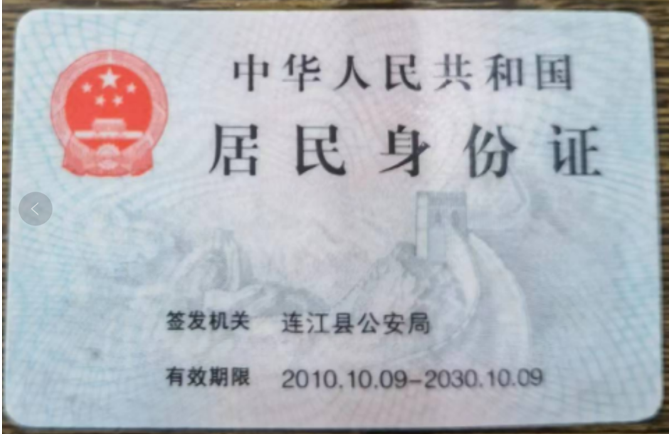 中华人民共和国
居民身份证
签发机关 连江县公安局
有效期限 2010.10.09-2030.10.09